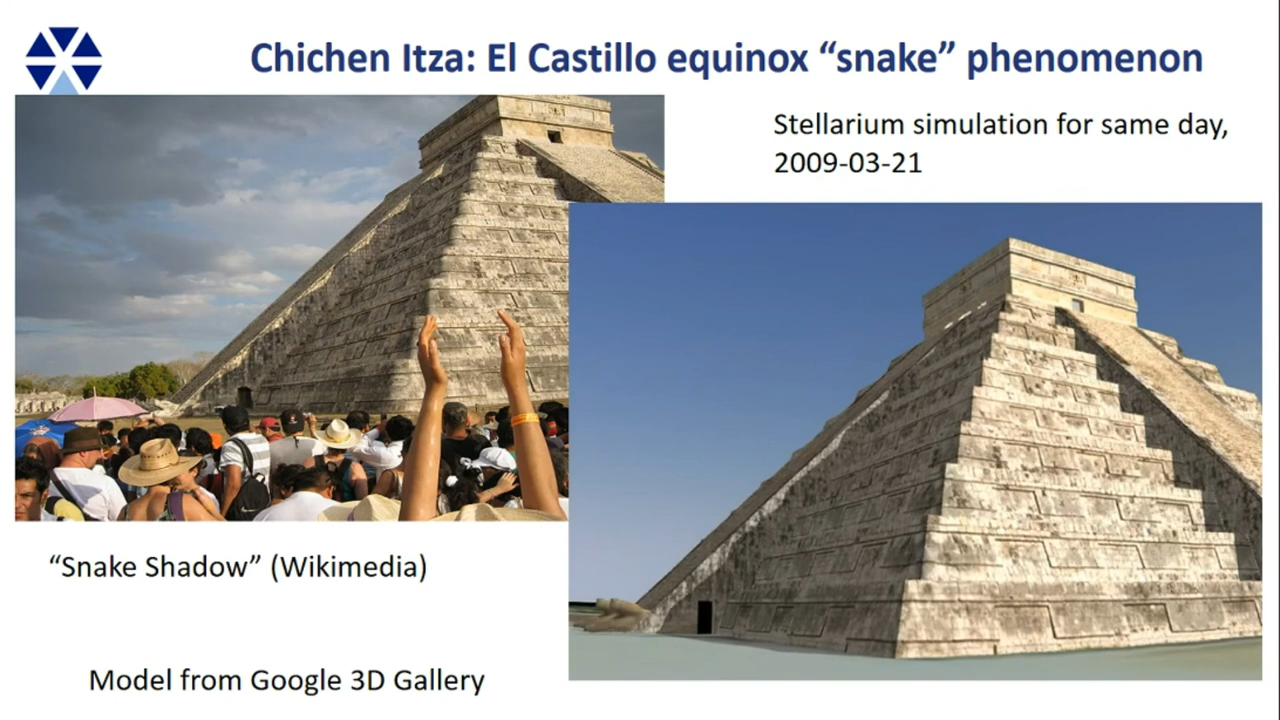 Chichen Itza: El Castillo equinox “snake” phenomenon
Stellarium simulation for same day,
2009-03-21
“Snake Shadow” (Wikimedia)
Model from Google 3D Gallery